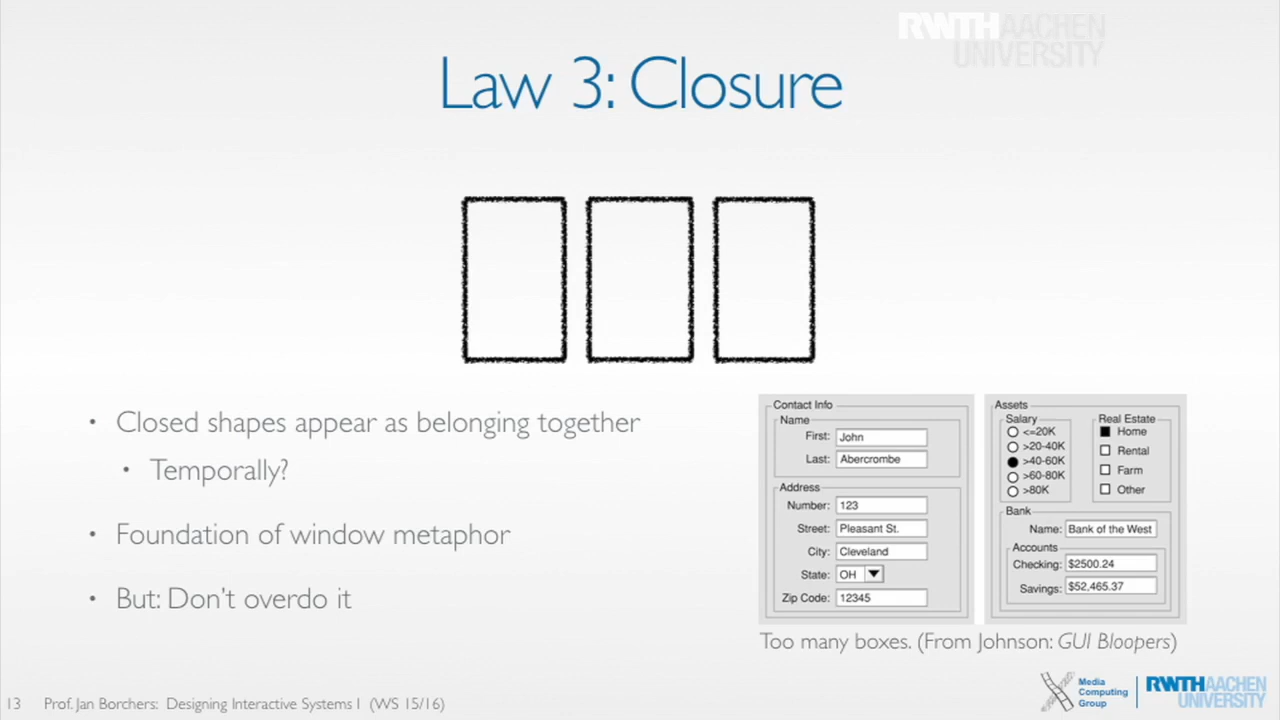 RWTHAACHEN
UNIVERSITY
Law 3: Closure
• Closed shapes appear as belonging together
• Temporally?
• Foundation of window metaphor
• But: Don't overdo it
Contact Info
Name
First: John
Last: Abercrombe
Address
Number: 123
Street: Pleasant St.
City: Cleveland
State: OH
Zip Code: 12345
Assets
Salary
<=20K
>20-40K
>40-60K
>60-80K
>80K
Real Estate
Home
Rental
Farm
Other
Bank
Name: Bank of the West
Accounts
Checking: $2500.24
Savings: $52,465.37
Too many boxes. (From Johnson: GUI Bloopers)
13 Prof. Jan Borchers: Designing Interactive Systems I (WS 15/16)
Media
Computing
Group
RWTHAACHEN
UNIVERSITY